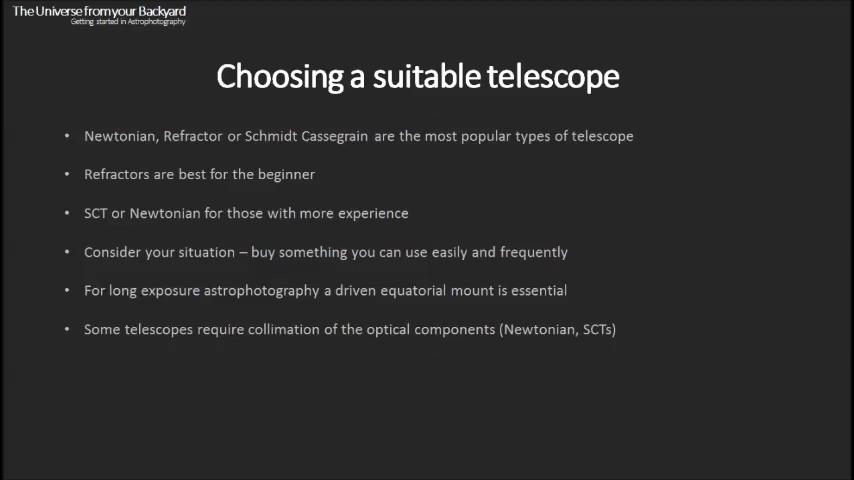 The Universe from your Backyard
Getting started in Astrophotography
Choosing a suitable telescope
• Newtonian, Refractor or Schmidt Cassegrain are the most popular types of telescope
• Refractors are best for the beginner
• SCT or Newtonian for those with more experience
• Consider your situation – buy something you can use easily and frequently
• For long exposure astrophotography a driven equatorial mount is essential
• Some telescopes require collimation of the optical components (Newtonian, SCTs)